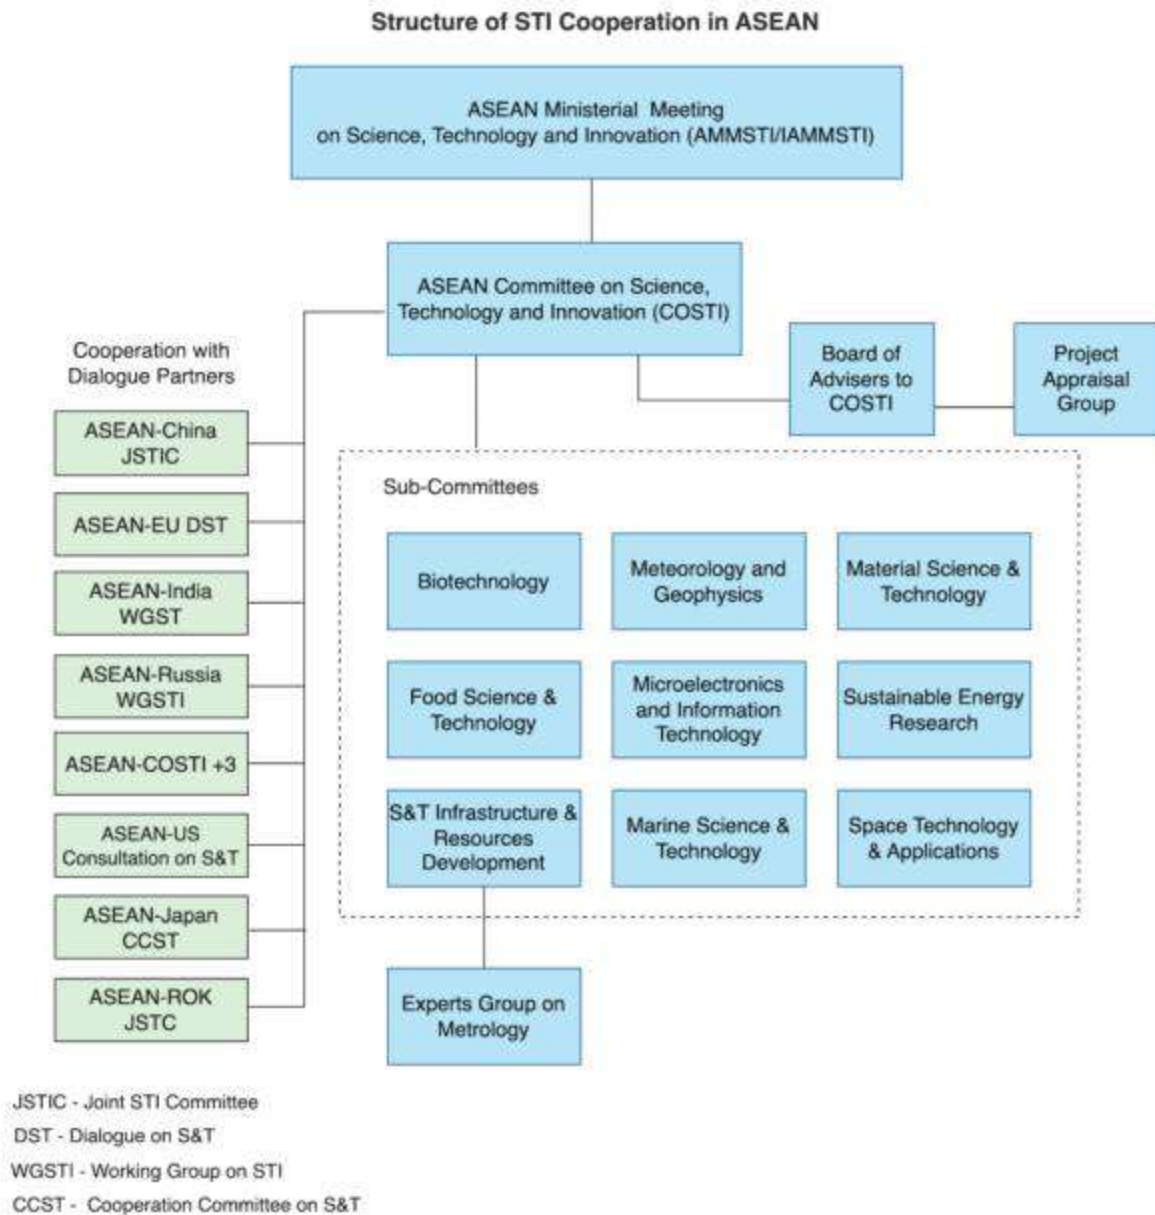 Structure of STI Cooperation in ASEAN
ASEAN Ministerial Meeting
on Science, Technology and Innovation (AMMSTI/IAMMSTI)
ASEAN Committee on Science,
Technology and Innovation (COSTI)
Board of
Advisers to
COSTI
Project
Appraisal
Group
Cooperation with
Dialogue Partners
ASEAN-China
JSTIC
ASEAN-EU DST
ASEAN-India
WGST
ASEAN-Russia
WGSTI
ASEAN-COSTI +3
ASEAN-US
Consultation on S&T
ASEAN-Japan
CCST
ASEAN-ROK
JSTC
Sub-Committees
Biotechnology
Meteorology and
Geophysics
Material Science &
Technology
Food Science &
Technology
Microelectronics
and Information
Technology
Sustainable Energy
Research
S&T Infrastructure &
Resources
Development
Marine Science &
Technology
Space Technology
& Applications
Experts Group on
Metrology
JSTIC - Joint STI Committee
DST - Dialogue on S&T
WGSTI - Working Group on STI
CCST - Cooperation Committee on S&T